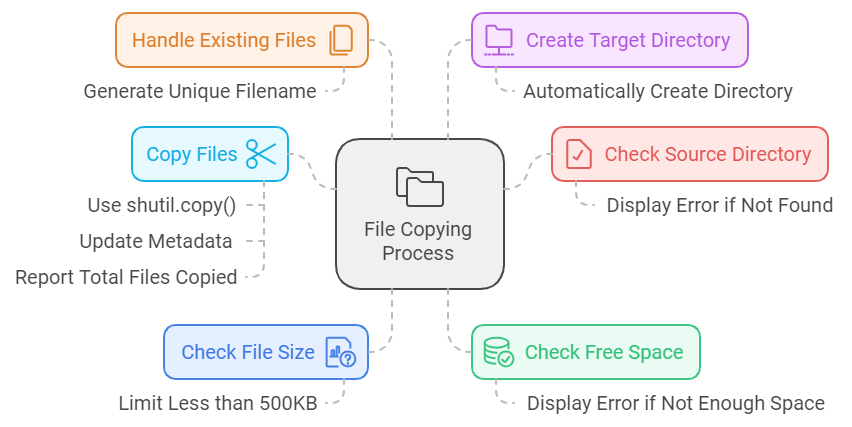 Handle Existing Files
Generate Unique Filename
Create Target Directory
Automatically Create Directory
Copy Files
Use shutil.copy()
Update Metadata
Report Total Files Copied
File Copying
Process
Check Source Directory
Display Error if Not Found
Check File Size
Limit Less than 500KB
Check Free Space
Display Error if Not Enough Space